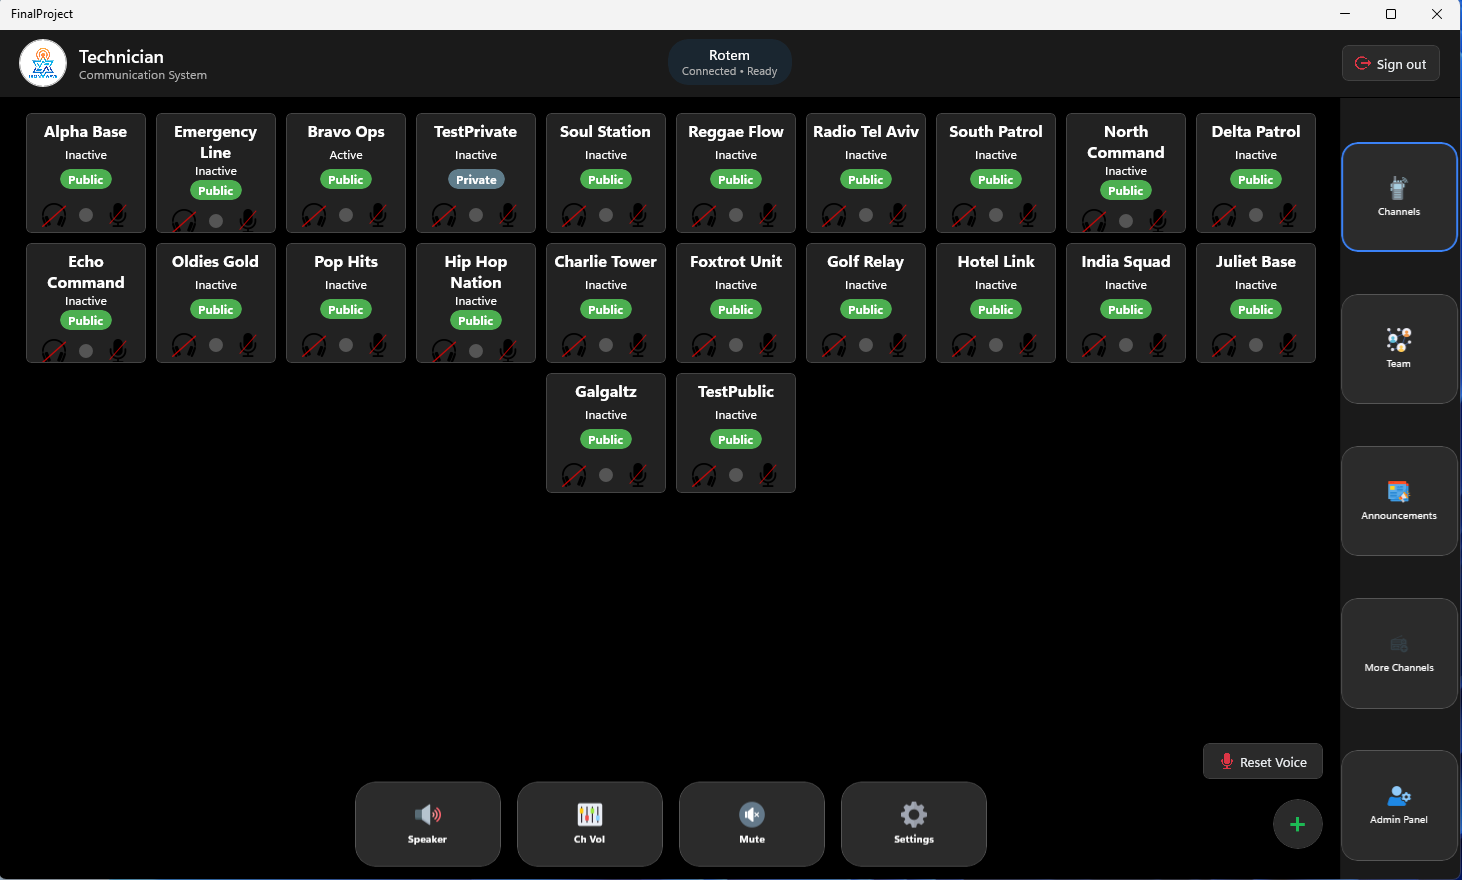 FinalProject
Technician
Communication System
Rotem
Connected • Ready
Sign out
Alpha Base
Inactive
Public
Emergency
Line
Inactive
Public
Bravo Ops
Active
Public
TestPrivate
Inactive
Private
Soul Station
Inactive
Public
Reggae Flow
Inactive
Public
Radio Tel Aviv
Inactive
Public
South Patrol
Inactive
Public
North
Command
Inactive
Public
Delta Patrol
Inactive
Public
Echo
Command
Inactive
Public
Oldies Gold
Inactive
Public
Pop Hits
Inactive
Public
Hip Hop
Nation
Inactive
Public
Charlie Tower
Inactive
Public
Foxtrot Unit
Inactive
Public
Golf Relay
Inactive
Public
Hotel Link
Inactive
Public
India Squad
Inactive
Public
Juliet Base
Inactive
Public
Galgaltz
Inactive
Public
TestPublic
Inactive
Public
Channels
Team
Announcements
More Channels
Admin Panel
Reset Voice
Speaker
Ch Vol
Mute
Settings